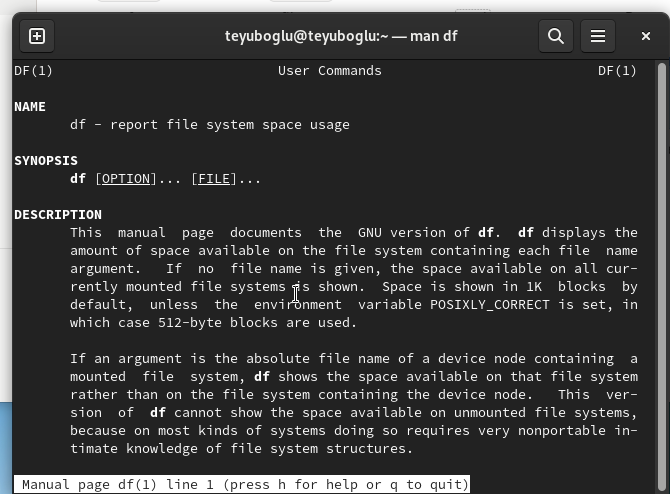 teyuboglu@teyuboglu:~ — man df
DF(1) User Commands DF(1)
NAME
df - report file system space usage
SYNOPSIS
df [OPTION]... [FILE]...
DESCRIPTION
This manual page documents the GNU version of df. df displays the
amount of space available on the file system containing each file name
argument. If no file name is given, the space available on all cur-
rently mounted file systems is shown. Space is shown in 1K blocks by
default, unless the environment variable POSIXLY_CORRECT is set, in
which case 512-byte blocks are used.
If an argument is the absolute file name of a device node containing a
mounted file system, df shows the space available on that file system
rather than on the file system containing the device node. This ver-
sion of df cannot show the space available on unmounted file systems,
because on most kinds of systems doing so requires very nonportable in-
timate knowledge of file system structures.
Manual page df(1) line 1 (press h for help or q to quit)